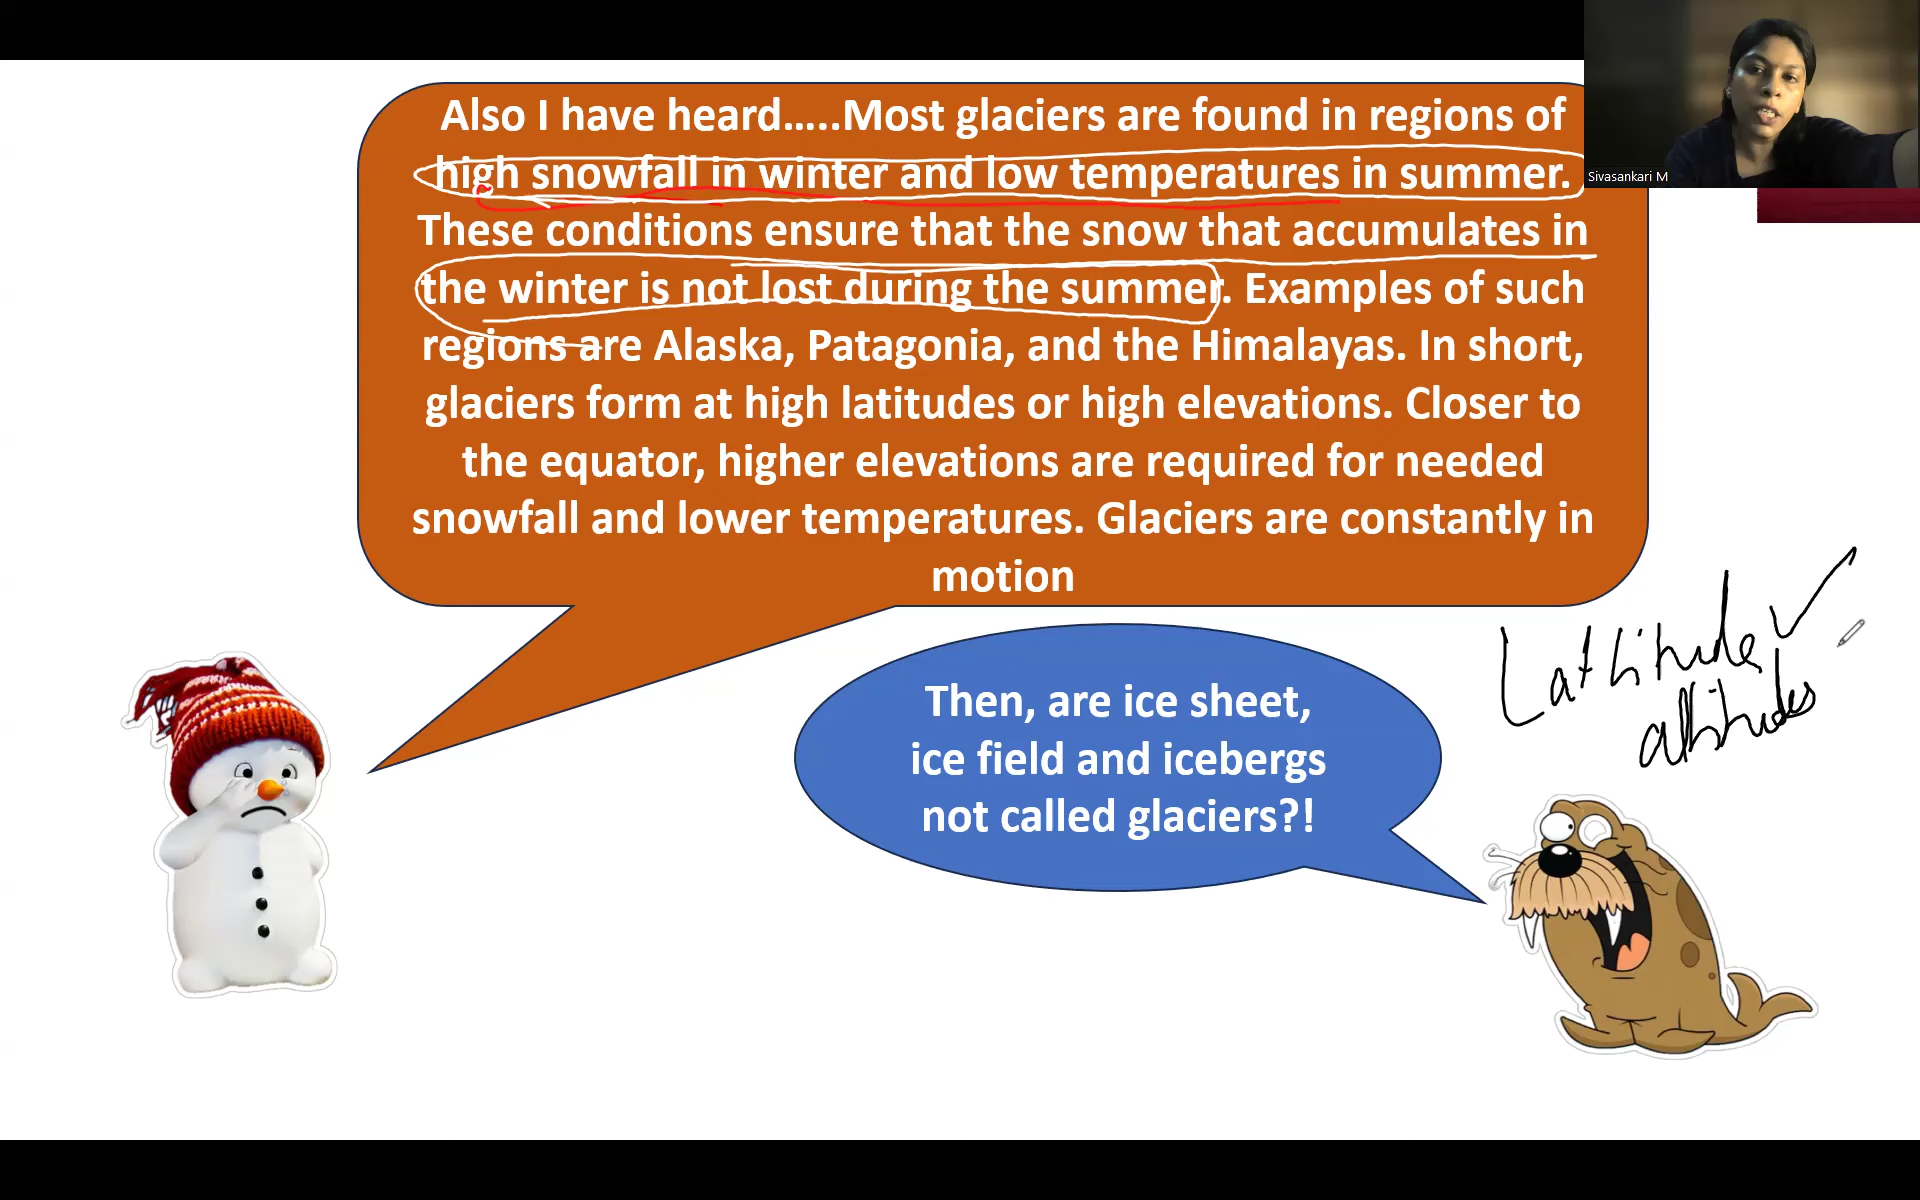 Also I have heard.....Most glaciers are found in regions of
high snowfall in winter and low temperatures in summer.
These conditions ensure that the snow that accumulates in
the winter is not lost during the summer. Examples of such
regions are Alaska, Patagonia, and the Himalayas. In short,
glaciers form at high latitudes or high elevations. Closer to
the equator, higher elevations are required for needed
snowfall and lower temperatures. Glaciers are constantly in
motion
Sivasankari M
Lattitude
altitudes
Then, are ice sheet,
ice field and icebergs
not called glaciers?!